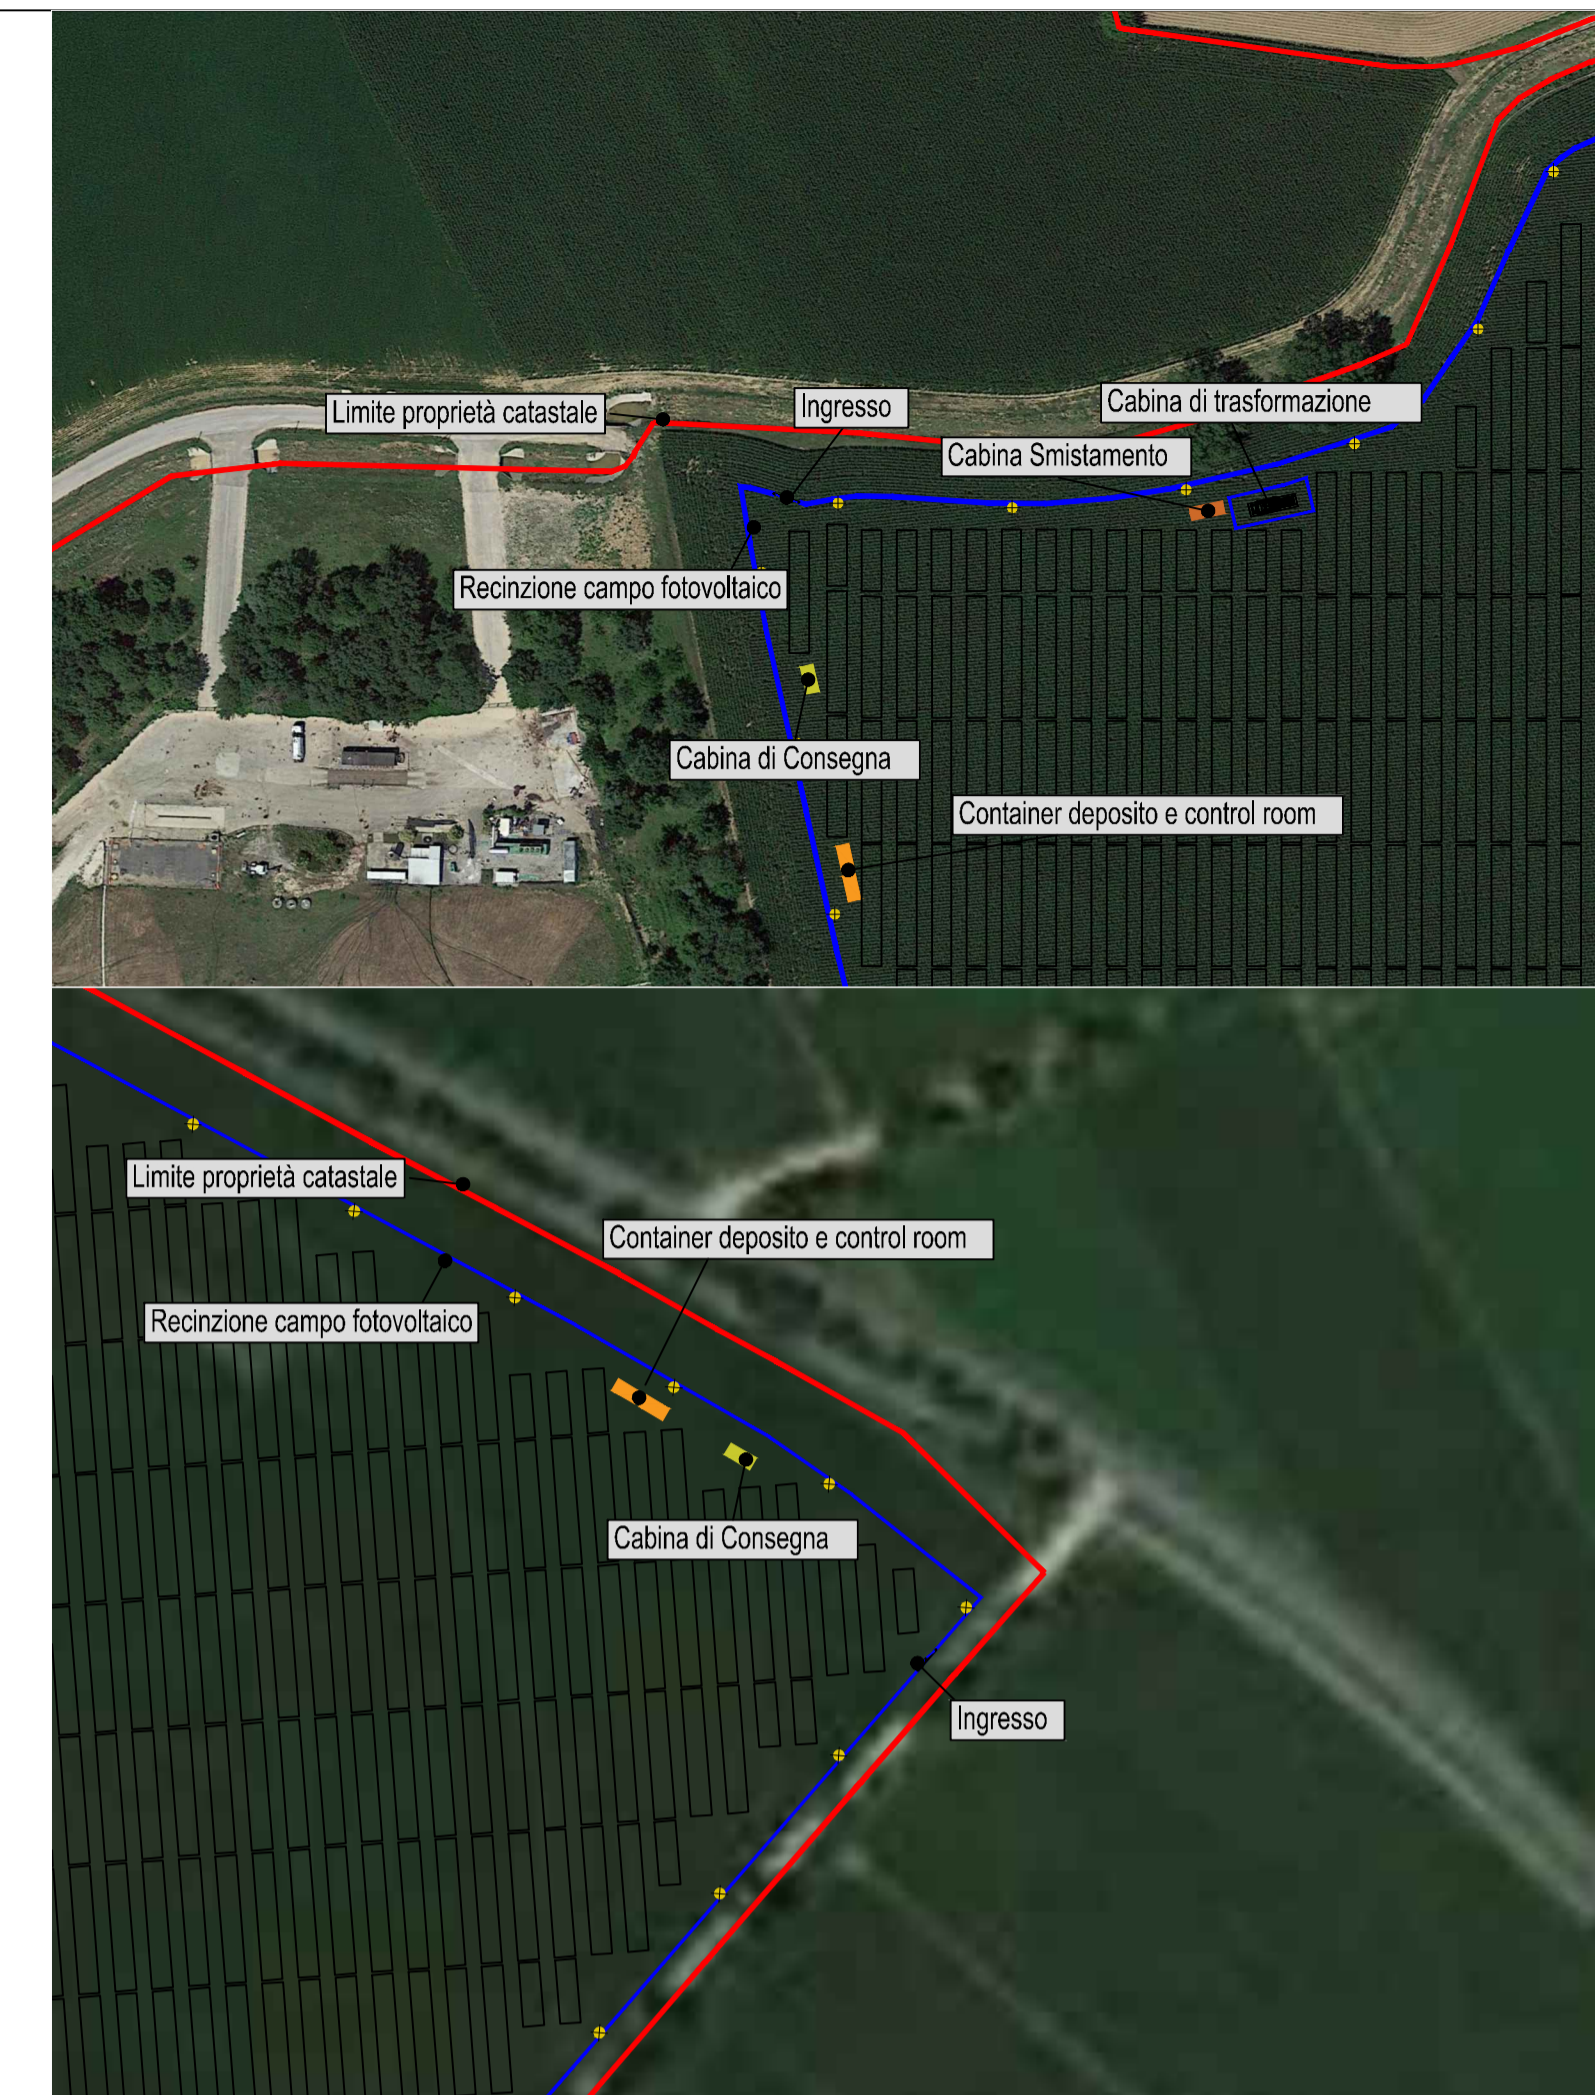 Limite proprietà catastale
Ingresso
Cabina di trasformazione
Cabina Smistamento
Recinzione campo fotovoltaico
Cabina di Consegna
Container deposito e control room
Limite proprietà catastale
Container deposito e control room
Recinzione campo fotovoltaico
Cabina di Consegna
Ingresso